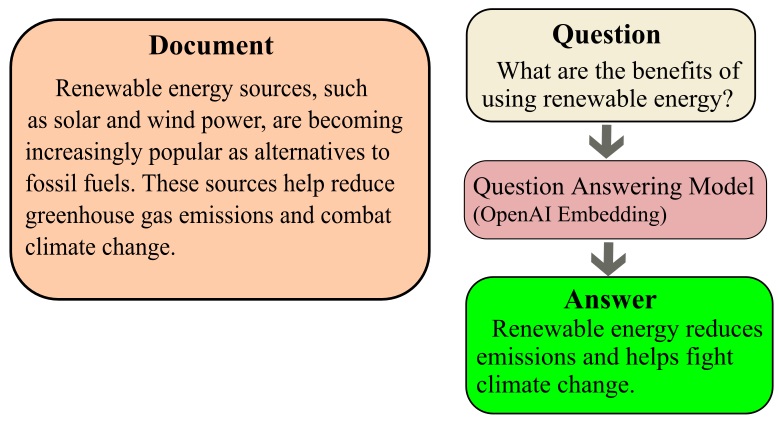 Document
Renewable energy sources, such
as solar and wind power, are becoming
increasingly popular as alternatives to
fossil fuels. These sources help reduce
greenhouse gas emissions and combat
climate change.
Question
What are the benefits of
using renewable energy?
Question Answering Model
(OpenAI Embedding)
Answer
Renewable energy reduces
emissions and helps fight
climate change.